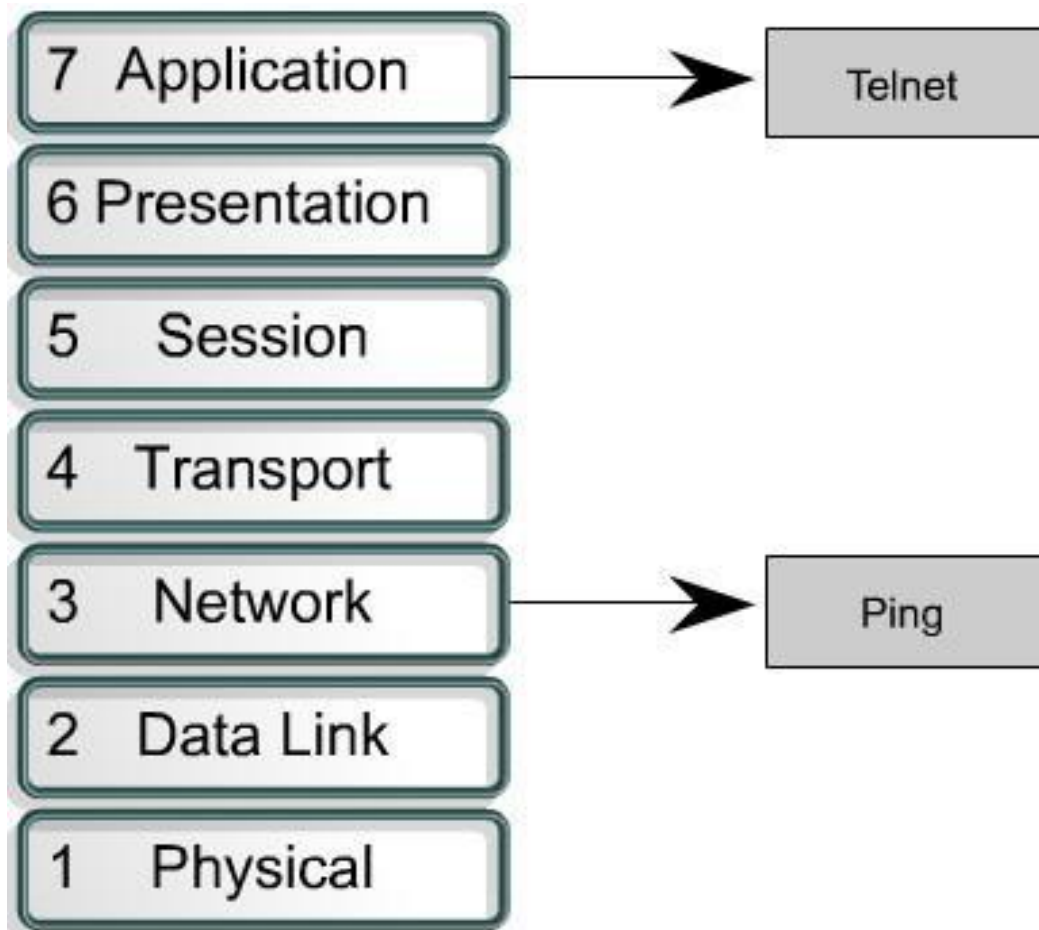 7 Application
Telnet
6 Presentation
5 Session
4 Transport
3 Network
Ping
2 Data Link
1 Physical